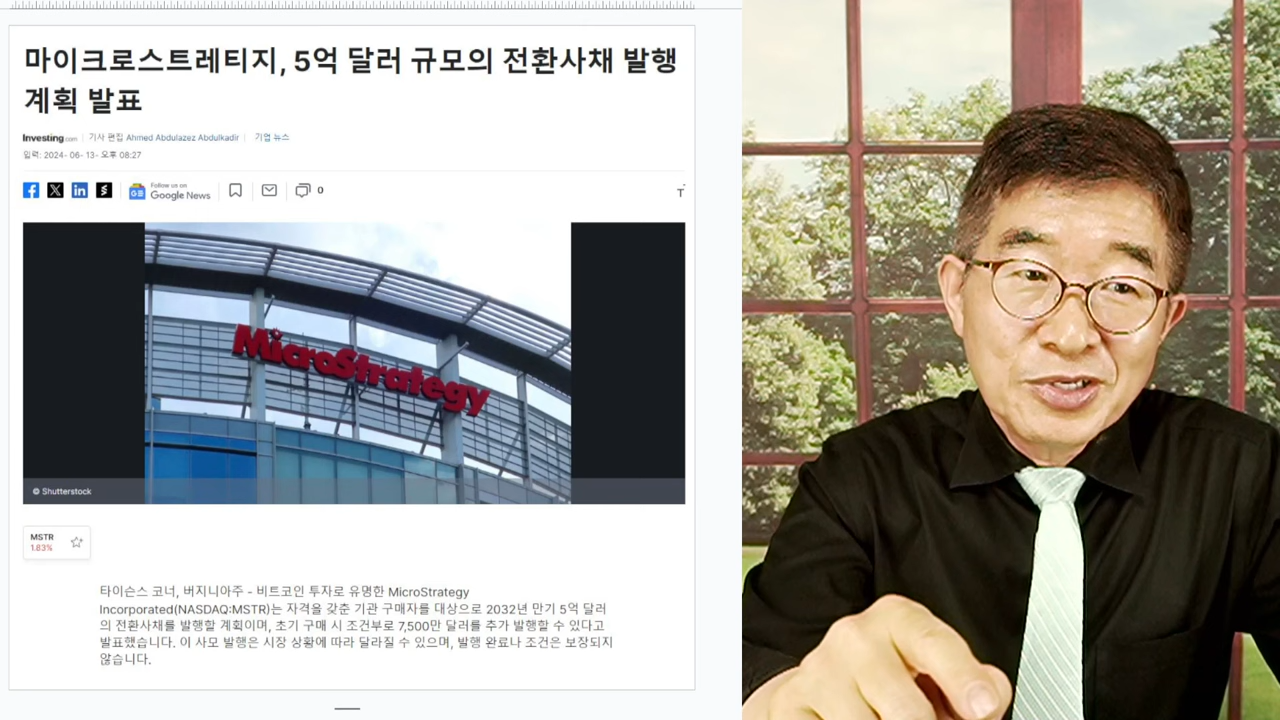 마이크로스트레티지, 5억 달러 규모의 전환사채 발행
계획 발표
Investing.com | 기사 편집 Ahmed Abdulazez Abdulkadir | 기업 뉴스
입력: 2024- 06- 13- 오후 08:27
Follow us on
Google News
0
T
MicroStrategy
© Shutterstock
MSTR
1.83%
타이슨스 코너, 버지니아주 - 비트코인 투자로 유명한 MicroStrategy
Incorporated(NASDAQ:MSTR)는 자격을 갖춘 기관 구매자를 대상으로 2032년 만기 5억 달러
의 전환사채를 발행할 계획이며, 초기 구매 시 조건부로 7,500만 달러를 추가 발행할 수 있다고
발표했습니다. 이 사모 발행은 시장 상황에 따라 달라질 수 있으며, 발행 완료나 조건은 보장되지
않습니다.